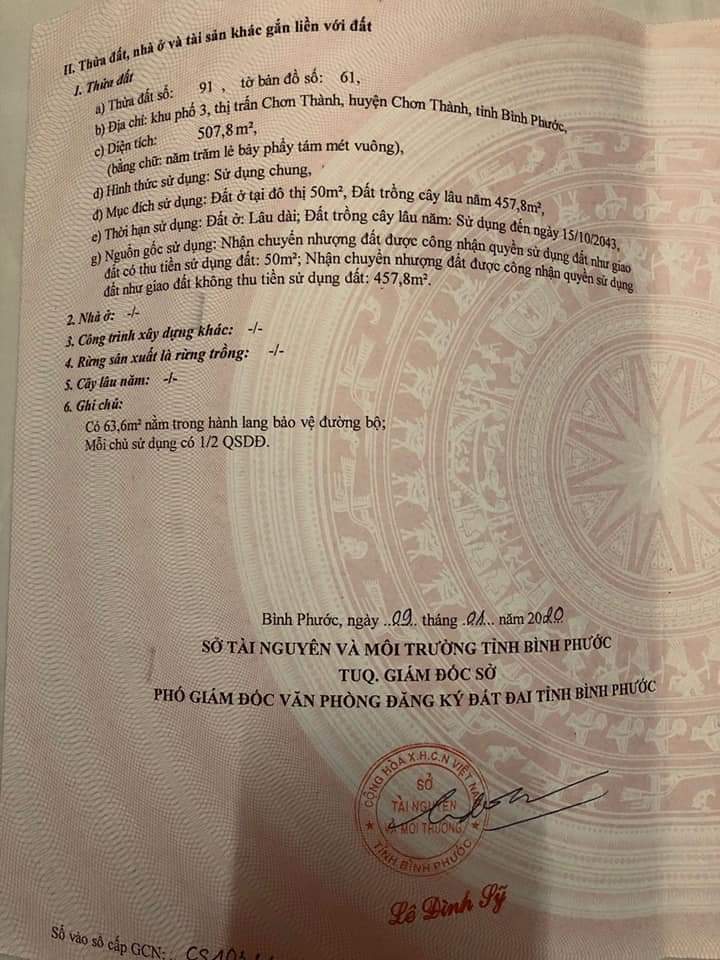 II. Thửa đất, nhà ở và tài sản khác gắn liền với đất
1. Thửa đất
a) Thửa đất số: 91 , tờ bản đồ số: 61,
b) Địa chỉ: khu phố 3, thị trấn Chơn Thành, huyện Chơn Thành, tỉnh Bình Phước,
c) Diện tích: 507,8 m²,
(bằng chữ: năm trăm lẻ bảy phẩy tám mét vuông),
d) Hình thức sử dụng: Sử dụng chung,
đ) Mục đích sử dụng: Đất ở tại đô thị 50m², Đất trồng cây lâu năm 457,8m²,
e) Thời hạn sử dụng: Đất ở: Lâu dài; Đất trồng cây lâu năm: Sử dụng đến ngày 15/10/2043,
g) Nguồn gốc sử dụng: Nhận chuyển nhượng đất được công nhận quyền sử dụng đất như giao
đất có thu tiền sử dụng đất: 50m²; Nhận chuyển nhượng đất được công nhận quyền sử dụng
đất như giao đất không thu tiền sử dụng đất: 457,8m².
2. Nhà ở: -/-
3. Công trình xây dựng khác: -/-
4. Rừng sản xuất là rừng trồng: -/-
5. Cây lâu năm: -/-
6. Ghi chú:
Có 63,6m² nằm trong hành lang bảo vệ đường bộ;
Mỗi chủ sử dụng có 1/2 QSDĐ.
Bình Phước, ngày ..09.. tháng .01.. năm 2020
SỞ TÀI NGUYÊN VÀ MÔI TRƯỜNG TỈNH BÌNH PHƯỚC
TUQ. GIÁM ĐỐC SỞ
PHÓ GIÁM ĐỐC VĂN PHÒNG ĐĂNG KÝ ĐẤT ĐAI TỈNH BÌNH PHƯỚC
CỘNG HÒA X.H.C.N VIỆT NAM
SỞ
TÀI NGUYÊN
VÀ MÔI TRƯỜNG
TỈNH BÌNH PHƯỚC
Lê Đình Sỹ
Số vào sổ cấp GCN: